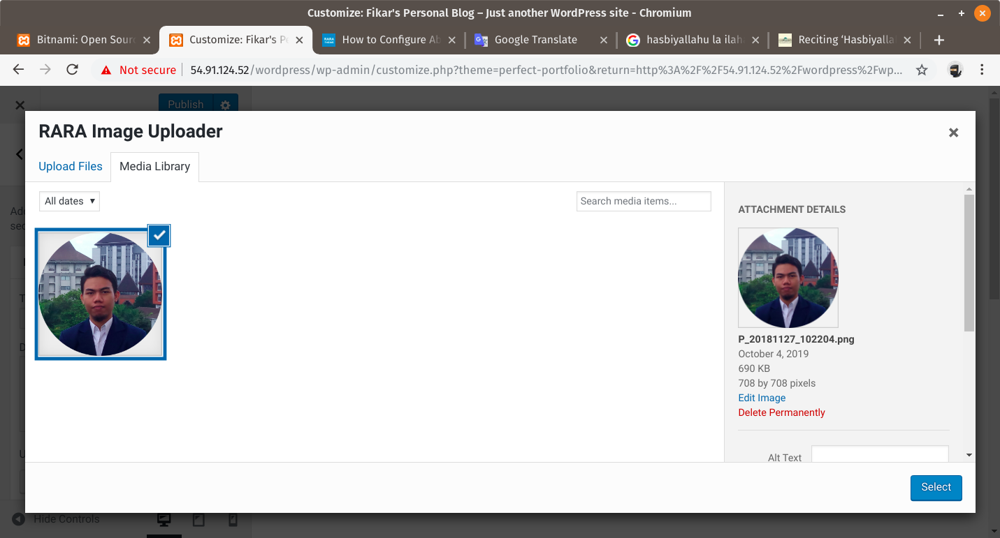 Customize: Fikar's Personal Blog – Just another WordPress site - Chromium
Bitnami: Open Sour
Customize: Fikar's P
How to Configure Ab
Google Translate
hasbiyallahu la ilah
Reciting ‘Hasbiyalla
Not secure
54.91.124.52/wordpress/wp-admin/customize.php?theme=perfect-portfolio&return=http%3A%2F%2F54.91.124.52%2Fwordpress%2Fwp...
Publish
RARA Image Uploader
Upload Files
Media Library
All dates
Search media items...
ATTACHMENT DETAILS
P_20181127_102204.png
October 4, 2019
690 KB
708 by 708 pixels
Edit Image
Delete Permanently
Alt Text
Select
Hide Controls